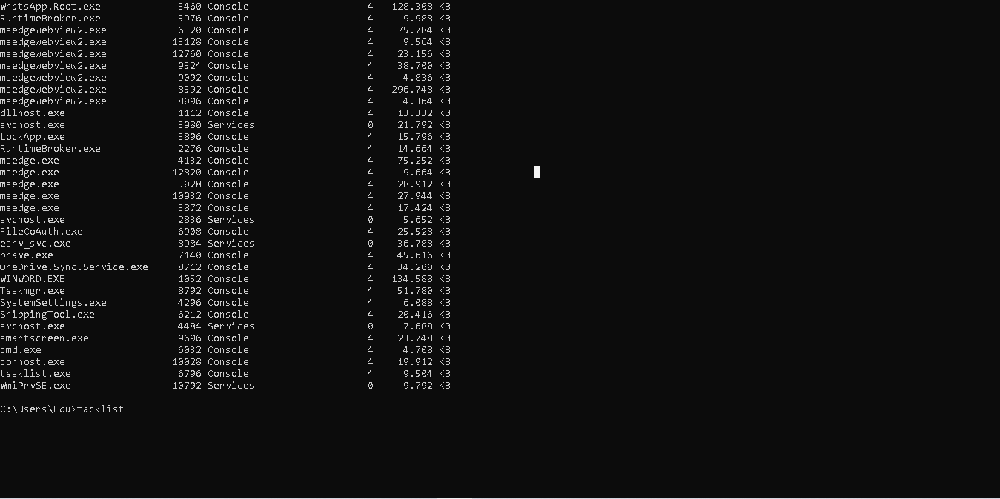 WhatsApp.Root.exe 3460 Console 4 128.308 KB
RuntimeBroker.exe 5976 Console 4 9.988 KB
msedgewebview2.exe 6320 Console 4 75.784 KB
msedgewebview2.exe 13128 Console 4 9.564 KB
msedgewebview2.exe 12760 Console 4 23.156 KB
msedgewebview2.exe 9524 Console 4 38.700 KB
msedgewebview2.exe 9092 Console 4 4.836 KB
msedgewebview2.exe 8592 Console 4 296.748 KB
msedgewebview2.exe 8096 Console 4 4.364 KB
dllhost.exe 1112 Console 4 13.332 KB
svchost.exe 5980 Services 0 21.792 KB
LockApp.exe 3896 Console 4 15.796 KB
RuntimeBroker.exe 2276 Console 4 14.664 KB
msedge.exe 4132 Console 4 75.252 KB
msedge.exe 12820 Console 4 9.664 KB
msedge.exe 5028 Console 4 28.912 KB
msedge.exe 10932 Console 4 27.944 KB
msedge.exe 5872 Console 4 17.424 KB
svchost.exe 2836 Services 0 5.652 KB
FileCoAuth.exe 6908 Console 4 25.528 KB
esrv_svc.exe 8984 Services 0 36.788 KB
brave.exe 7140 Console 4 45.616 KB
OneDrive.Sync.Service.exe 8712 Console 4 34.200 KB
WINWORD.EXE 1052 Console 4 134.588 KB
Taskmgr.exe 8792 Console 4 51.780 KB
SystemSettings.exe 4296 Console 4 6.088 KB
SnippingTool.exe 6212 Console 4 20.416 KB
svchost.exe 4484 Services 0 7.688 KB
smartscreen.exe 9696 Console 4 23.748 KB
cmd.exe 6032 Console 4 4.708 KB
conhost.exe 10028 Console 4 19.912 KB
tasklist.exe 6796 Console 4 9.504 KB
WmiPrvSE.exe 10792 Services 0 9.792 KB
C:\Users\Edu>tacklist